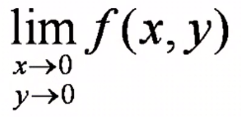 lim f(x, y)
x→0
y→0